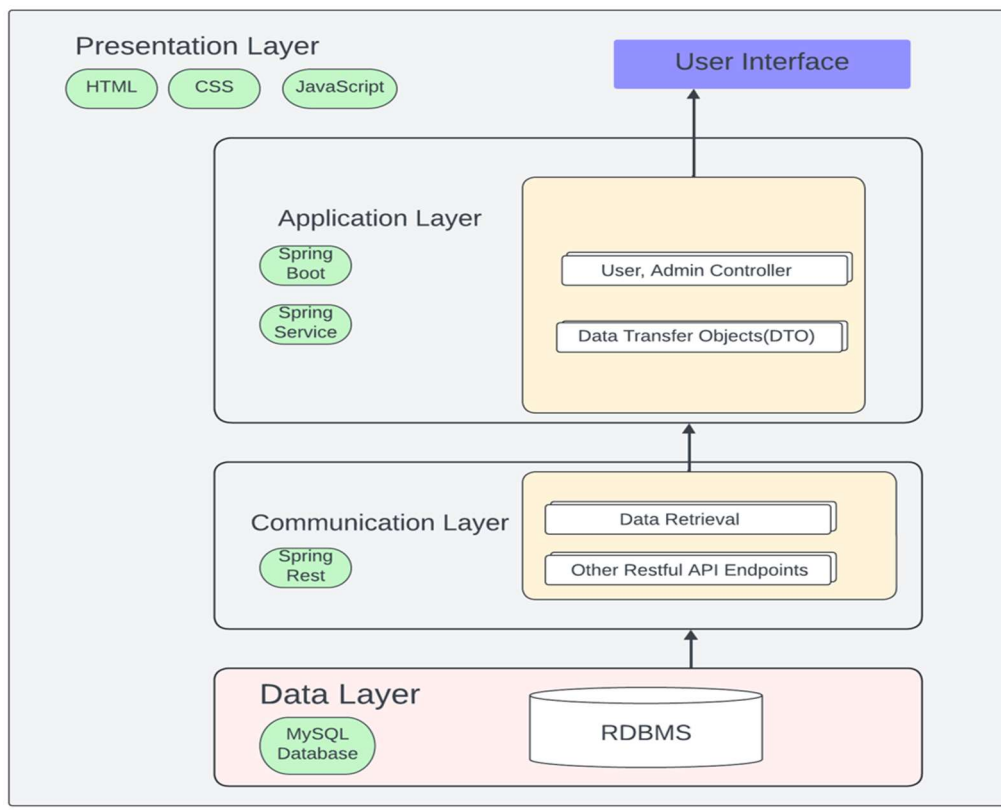 Presentation Layer
HTML
CSS
JavaScript
User Interface
Application Layer
Spring
Boot
Spring
Service
User, Admin Controller
Data Transfer Objects(DTO)
Communication Layer
Spring
Rest
Data Retrieval
Other Restful API Endpoints
Data Layer
MySQL
Database
RDBMS